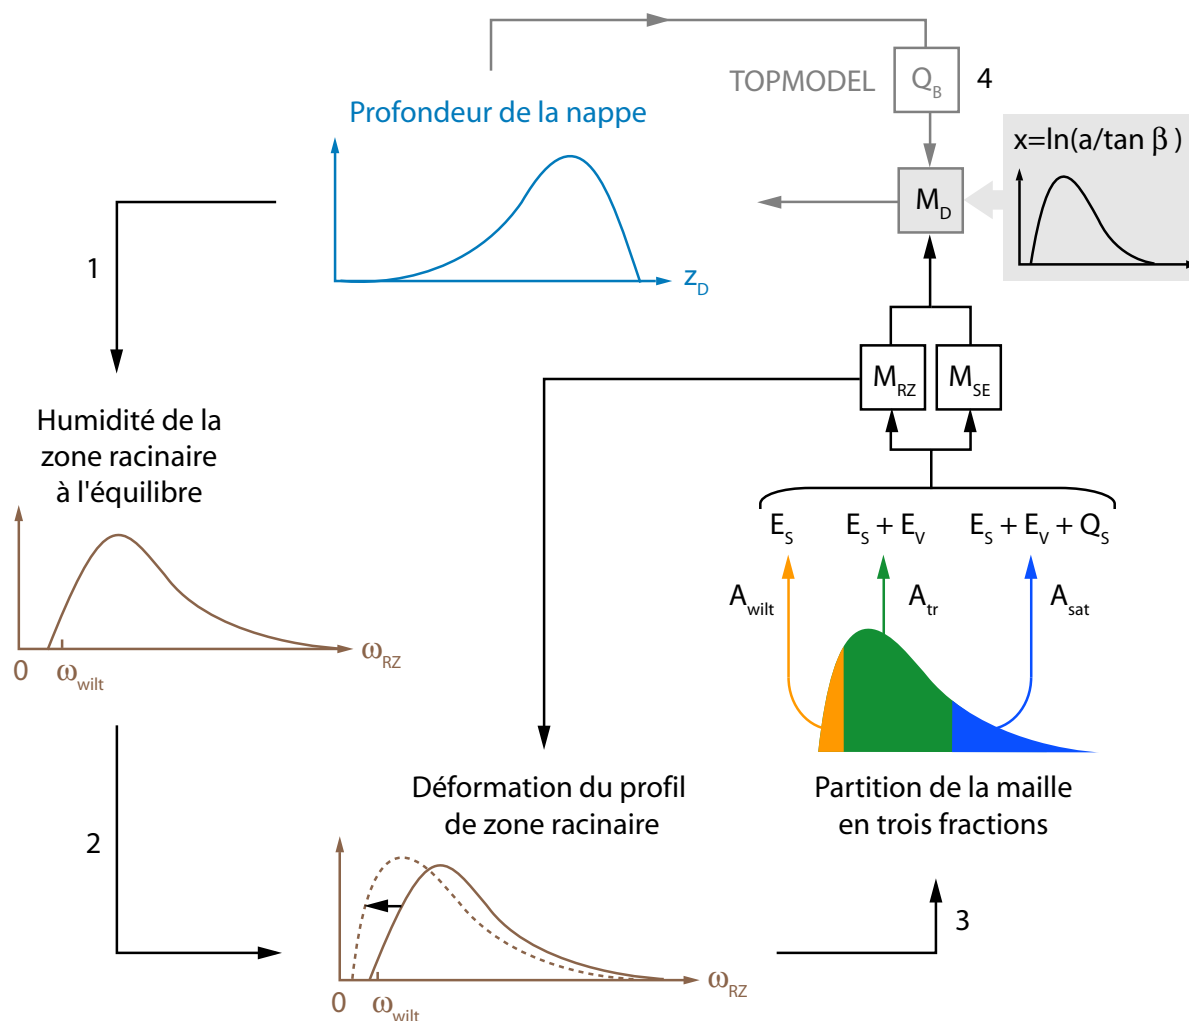 TOPMODEL
Q_B
4
Profondeur de la nappe
x=ln(a/tan β)
M_D
1
z_D
M_RZ
M_SE
Humidité de la
zone racinaire
à l'équilibre
E_S
E_S + E_V
E_S + E_V + Q_S
A_wilt
A_tr
A_sat
0
ω_wilt
ω_RZ
Déformation du profil
de zone racinaire
Partition de la maille
en trois fractions
2
3
0
ω_wilt
ω_RZ